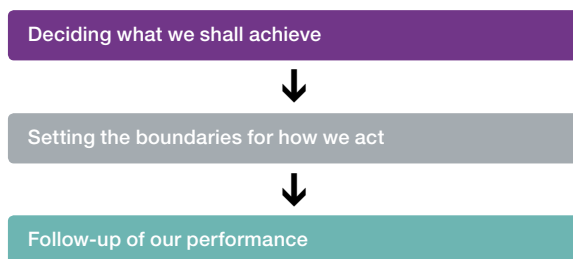 Deciding what we shall achieve
Setting the boundaries for how we act
Follow-up of our performance